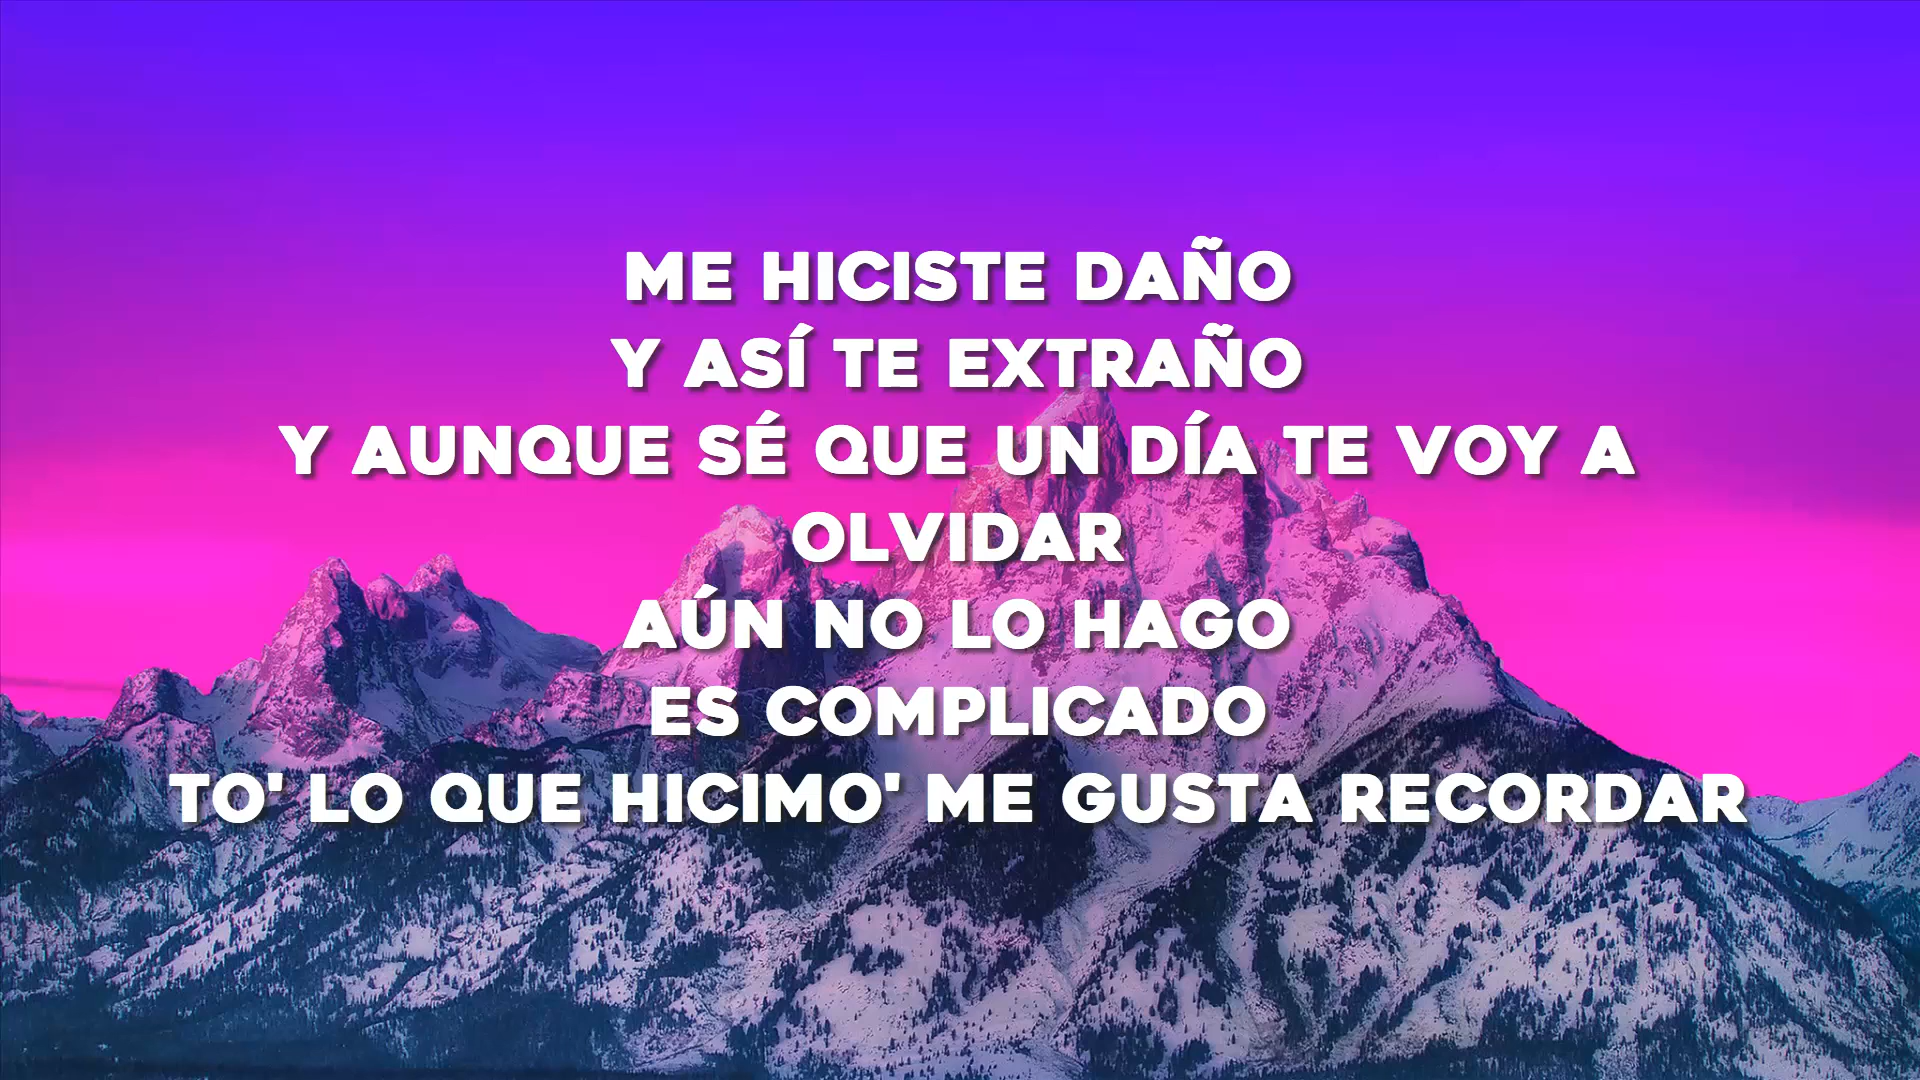 ME HICISTE DAÑO
Y ASÍ TE EXTRAÑO
Y AUNQUE SÉ QUE UN DÍA TE VOY A
OLVIDAR
AÚN NO LO HAGO
ES COMPLICADO
TO' LO QUE HICIMO' ME GUSTA RECORDAR